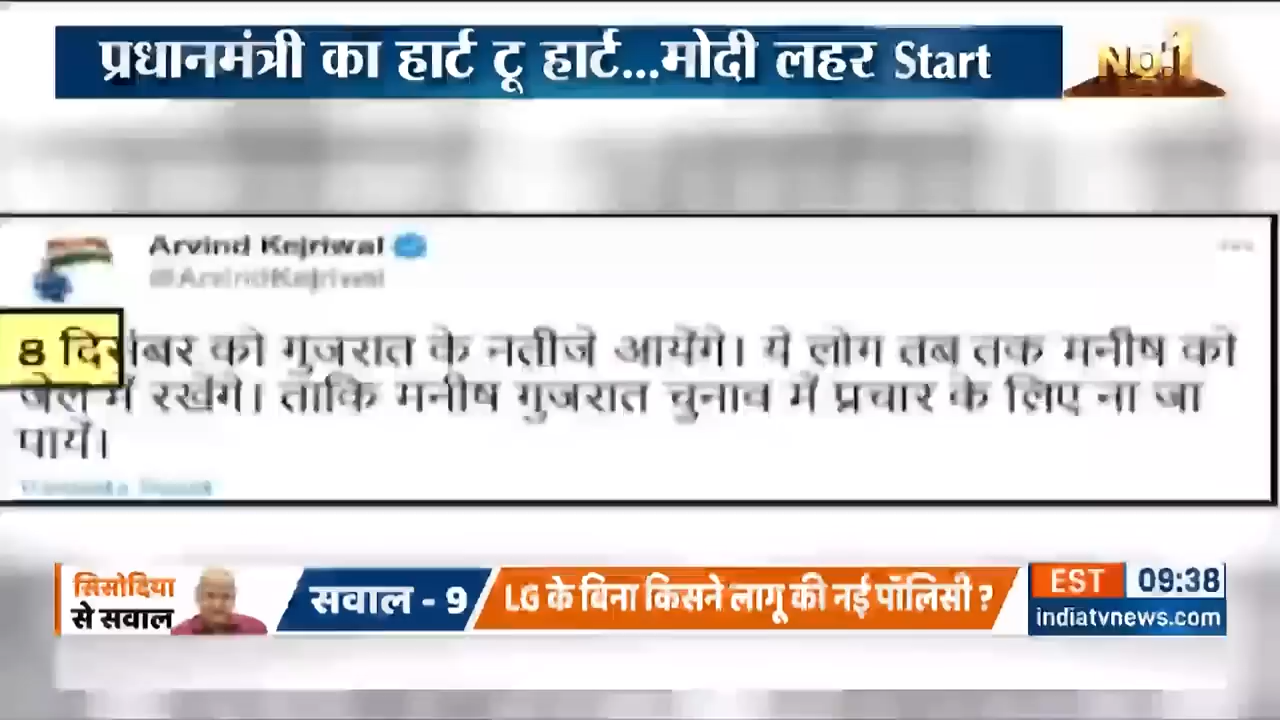 प्रधानमंत्री का हार्ट टू हार्ट...मोदी लहर Start
No.1
Arvind Kejriwal
@ArvindKejriwal
8 दिसंबर को गुजरात के नतीजे आयेंगे। ये लोग तब तक मनीष को
जेल में रखेंगे। ताकि मनीष गुजरात चुनाव में प्रचार के लिए ना जा
पायें।
सिसोदिया
से सवाल
सवाल - 9
LG के बिना किसने लागू की नई पॉलिसी ?
EST 09:38
indiatvnews.com